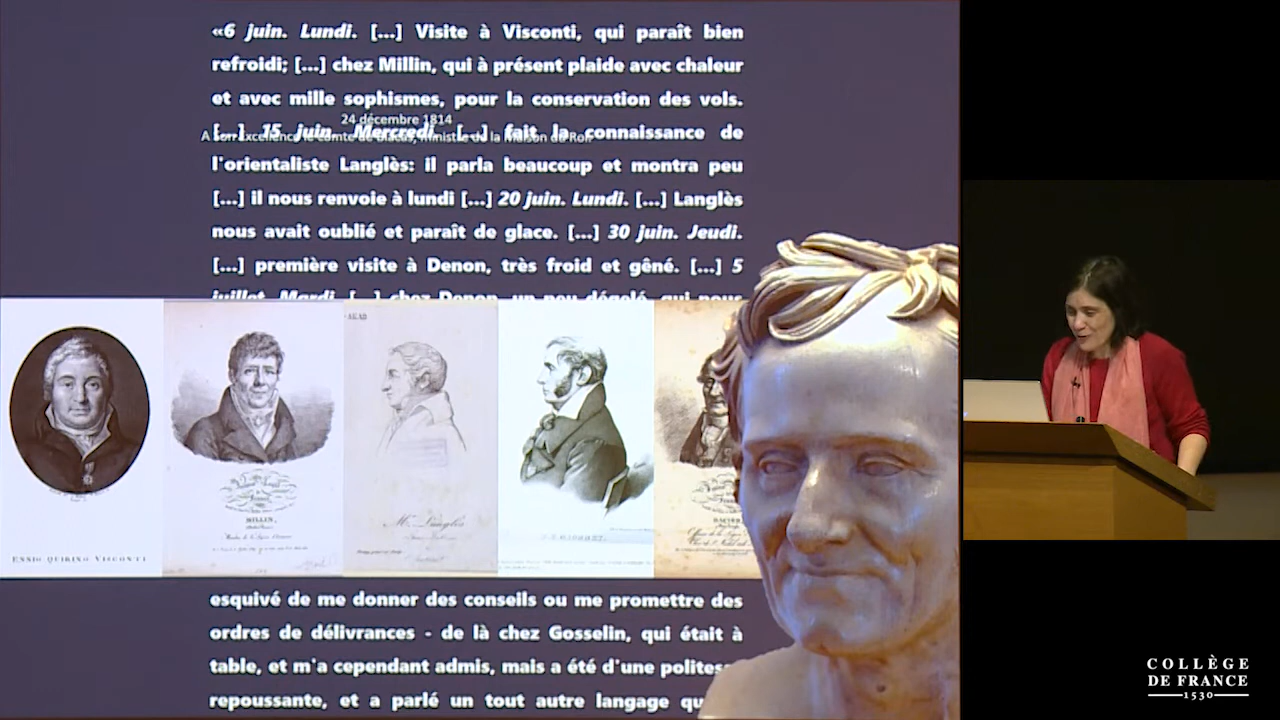 «6 juin. Lundi. [...] Visite à Visconti, qui paraît bien
refroidi; [...] chez Millin, qui à présent plaide avec chaleur
et avec mille sophismes, pour la conservation des vols.
24 décembre 1814
[...] 15 juin. Mercredi. [...] fait la connaissance de
A son Excellence le comte de Blacas, ministre de la Maison du Roi
l'orientaliste Langlès: il parla beaucoup et montra peu
[...] il nous renvoie à lundi [...] 20 juin. Lundi. [...] Langlès
nous avait oublié et paraît de glace. [...] 30 juin. Jeudi.
[...] première visite à Denon, très froid et gêné. [...] 5
juillet. Mardi. [...] chez Denon, un peu dégelé, qui nous
MILLIN,
Mr. Langlès
DACIER
ENNIO QUIRINO VISCONTI
esquivé de me donner des conseils ou me promettre des
ordres de délivrances - de là chez Gosselin, qui était à
table, et m'a cependant admis, mais a été d'une polites
repoussante, et a parlé un tout autre langage qu
COLLÈGE
DE FRANCE
1530